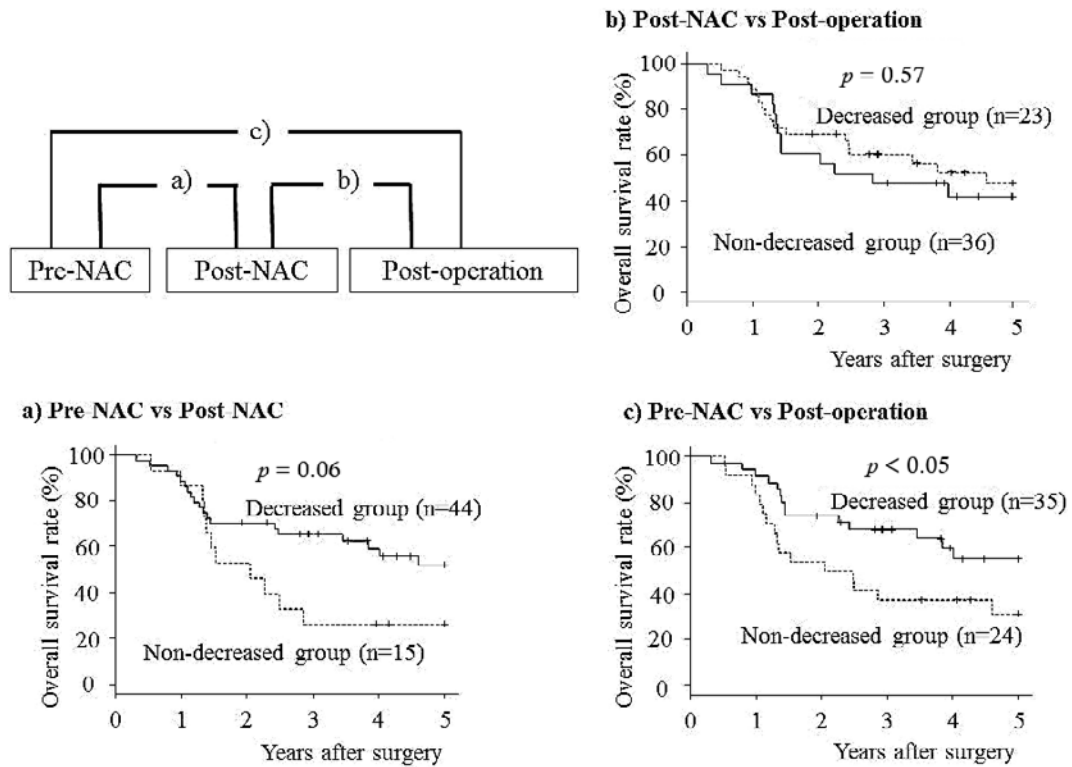 b) Post-NAC vs Post-operation
c)
a)
b)
Pre-NAC
Post-NAC
Post-operation
Overall survival rate (%)
100
80
60
40
20
0
p = 0.57
Decreased group (n=23)
Non-decreased group (n=36)
0 1 2 3 4 5
Years after surgery
a) Pre-NAC vs Post-NAC
Overall survival rate (%)
100
80
60
40
20
0
p = 0.06
Decreased group (n=44)
Non-decreased group (n=15)
0 1 2 3 4 5
Years after surgery
c) Pre-NAC vs Post-operation
Overall survival rate (%)
100
80
60
40
20
0
p < 0.05
Decreased group (n=35)
Non-decreased group (n=24)
0 1 2 3 4 5
Years after surgery